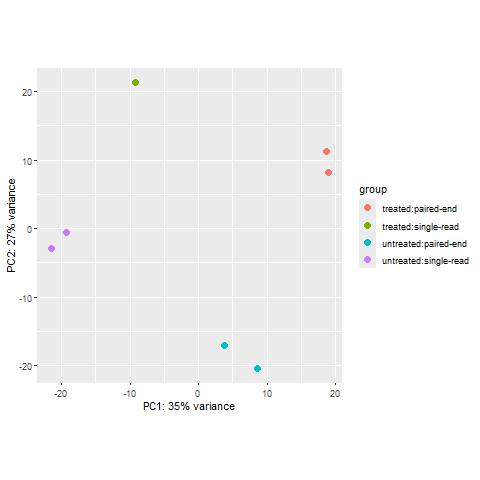 20
10
0
-10
-20
PC2: 27% variance
-20
-10
0
10
20
PC1: 35% variance
group
treated:paired-end
treated:single-read
untreated:paired-end
untreated:single-read